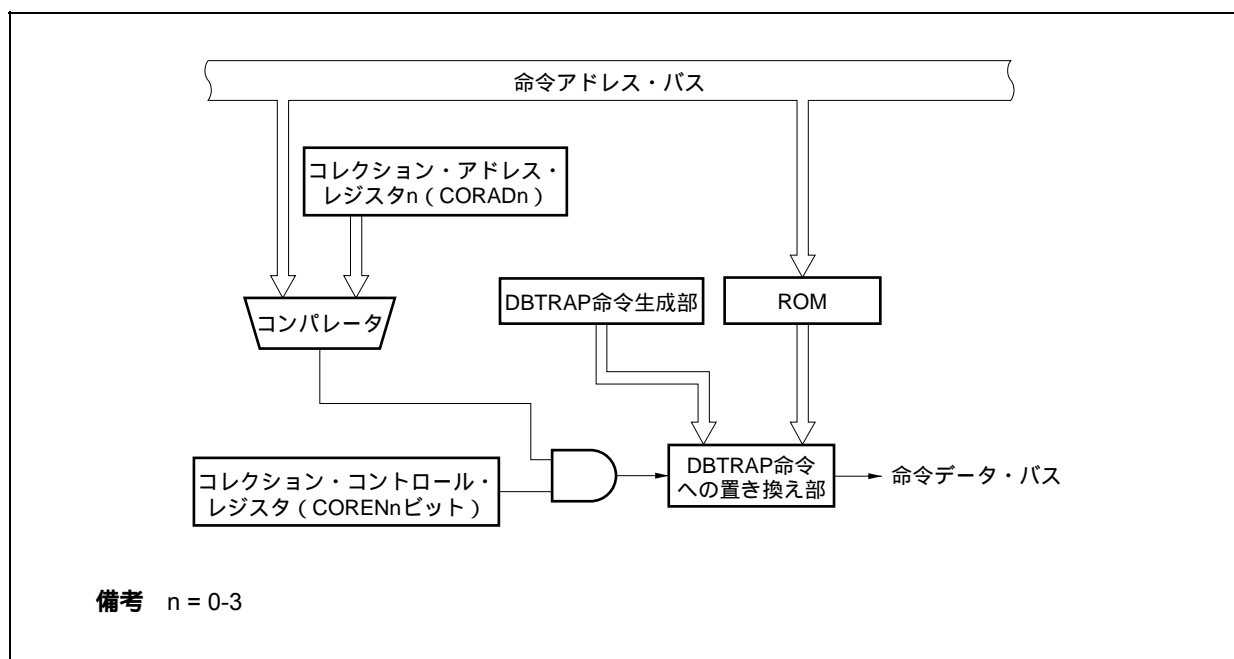 命令アドレス・バス
コレクション・アドレス・
レジスタn（CORADn）
コンパレータ
DBTRAP命令生成部
ROM
コレクション・コントロール・
レジスタ（CORENnビット）
DBTRAP命令
への置き換え部
命令データ・バス
備考 n = 0-3